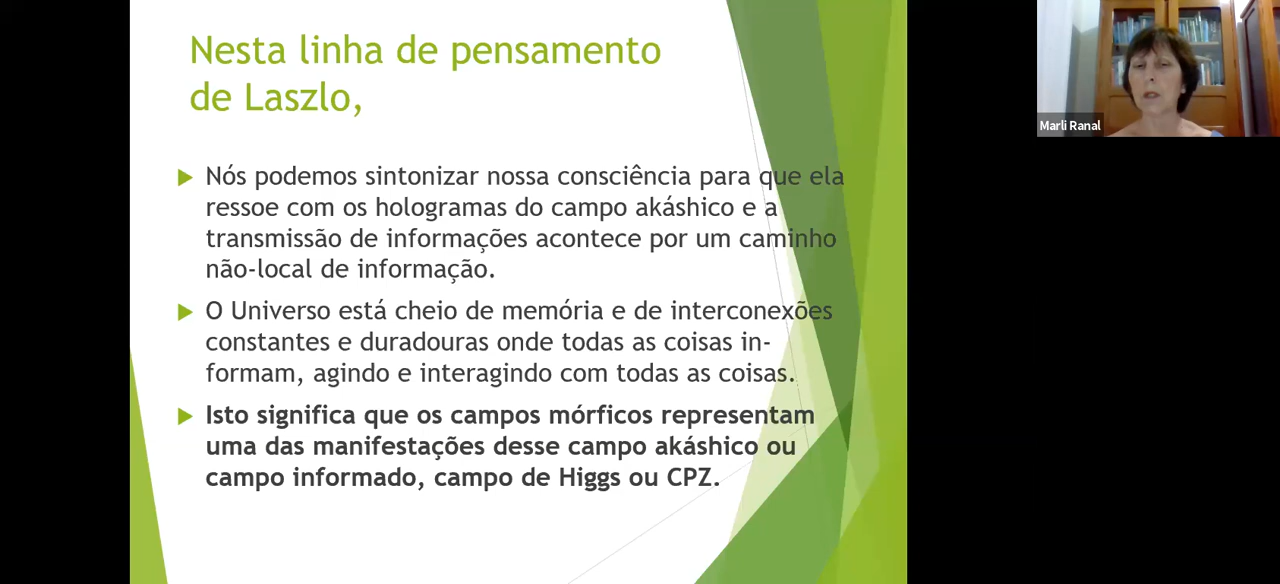 Nesta linha de pensamento
de Laszlo,
Nós podemos sintonizar nossa consciência para que ela
ressoe com os hologramas do campo akáshico e a
transmissão de informações acontece por um caminho
não-local de informação.
O Universo está cheio de memória e de interconexões
constantes e duradouras onde todas as coisas in-
formam, agindo e interagindo com todas as coisas.
Isto significa que os campos mórficos representam
uma das manifestações desse campo akáshico ou
campo informado, campo de Higgs ou CPZ.
Marli Ranal